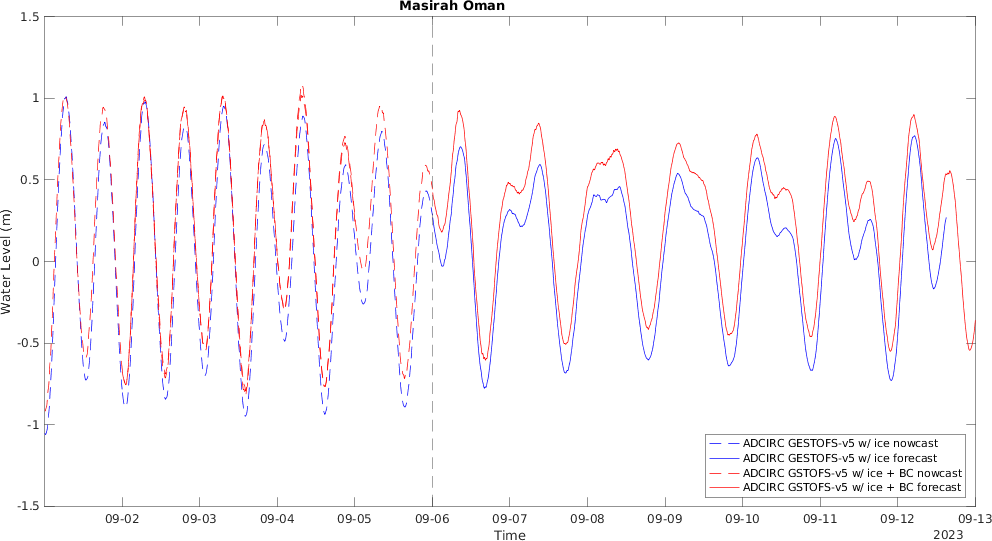 Masirah Oman
1.5
1
0.5
0
-0.5
-1
-1.5
Water Level (m)
ADCIRC GESTOFS-v5 w/ ice nowcast
ADCIRC GESTOFS-v5 w/ ice forecast
ADCIRC GSTOFS-v5 w/ ice + BC nowcast
ADCIRC GSTOFS-v5 w/ ice + BC forecast
09-02 09-03 09-04 09-05 09-06 09-07 09-08 09-09 09-10 09-11 09-12 09-13
Time
2023